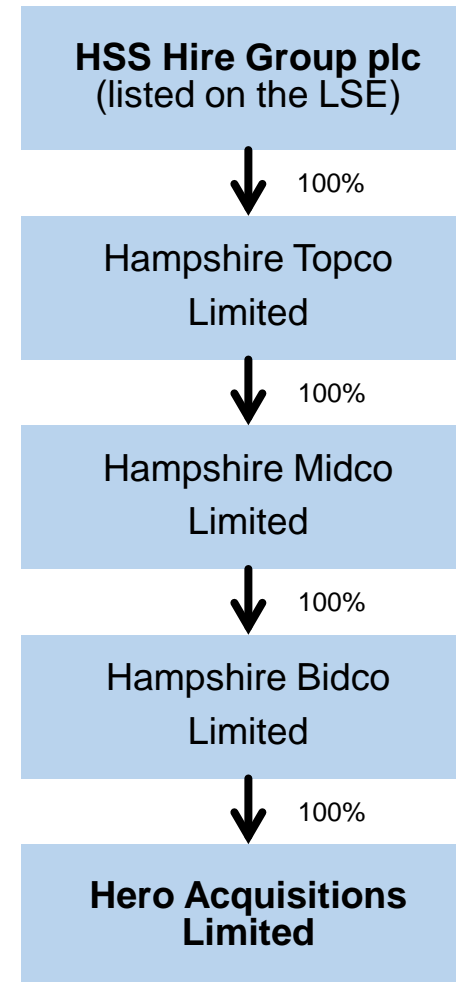 HSS Hire Group plc
(listed on the LSE)
100%
Hampshire Topco
Limited
100%
Hampshire Midco
Limited
100%
Hampshire Bidco
Limited
100%
Hero Acquisitions
Limited